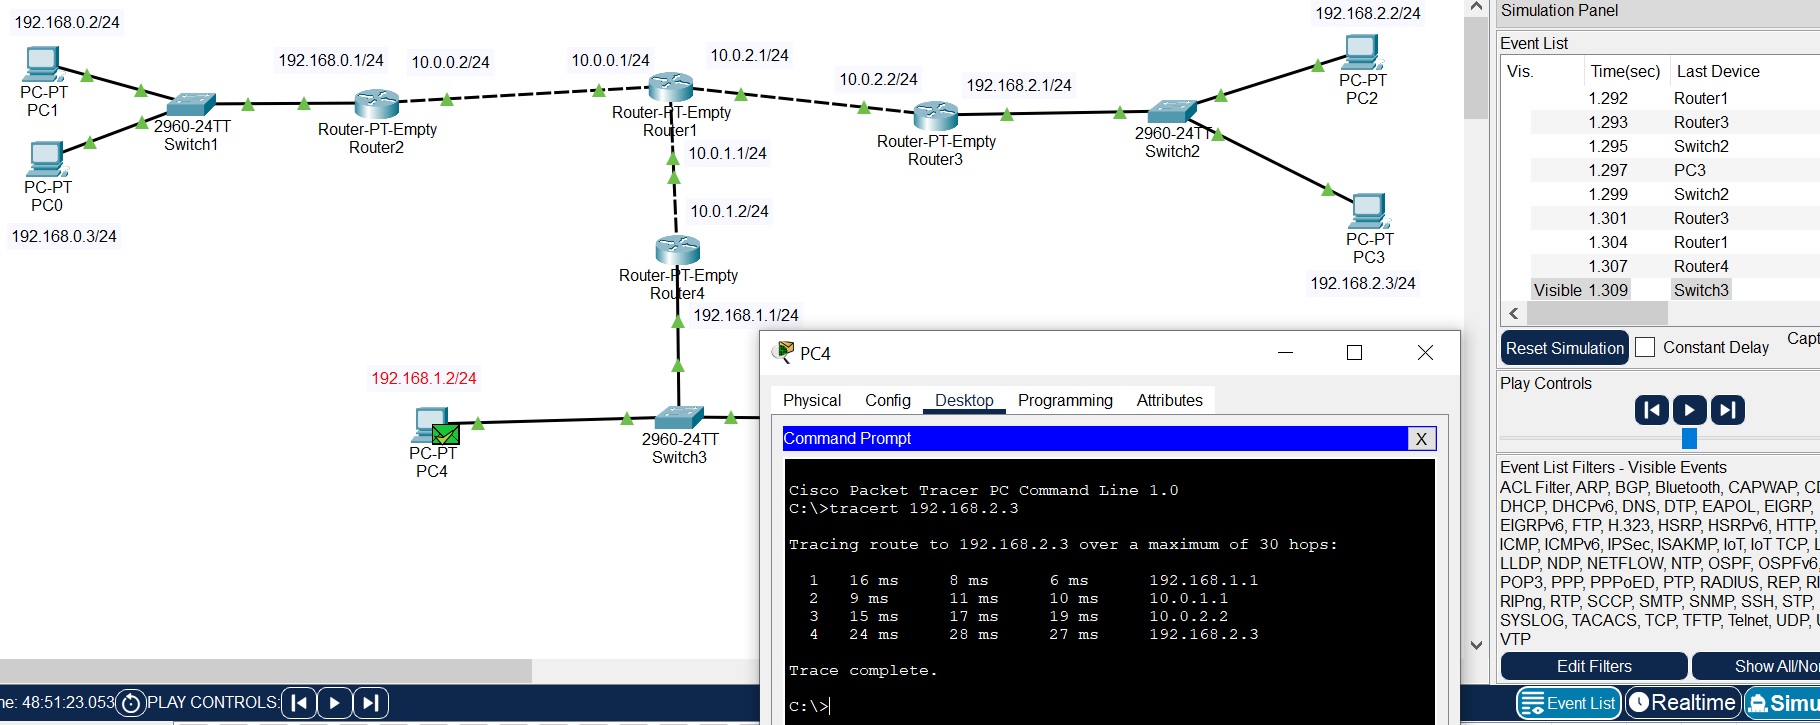 192.168.0.2/24
PC-PT
PC1
192.168.0.1/24
10.0.0.2/24
10.0.0.1/24
10.0.2.1/24
10.0.2.2/24
192.168.2.1/24
192.168.2.2/24
PC-PT
PC2
2960-24TT
Switch1
Router-PT-Empty
Router2
Router-PT-Empty
Router1
Router-PT-Empty
Router3
2960-24TT
Switch2
PC-PT
PC0
192.168.0.3/24
10.0.1.1/24
10.0.1.2/24
Router-PT-Empty
Router4
PC-PT
PC3
192.168.2.3/24
192.168.1.1/24
192.168.1.2/24
PC-PT
PC4
2960-24TT
Switch3
PC4
Physical Config Desktop Programming Attributes
Command Prompt
X
Cisco Packet Tracer PC Command Line 1.0
C:\>tracert 192.168.2.3
Tracing route to 192.168.2.3 over a maximum of 30 hops:
1 16 ms 8 ms 6 ms 192.168.1.1
2 9 ms 11 ms 10 ms 10.0.1.1
3 15 ms 17 ms 19 ms 10.0.2.2
4 24 ms 28 ms 27 ms 192.168.2.3
Trace complete.
C:\>
Simulation Panel
Event List
Vis. Time(sec) Last Device
1.292 Router1
1.293 Router3
1.295 Switch2
1.297 PC3
1.299 Switch2
1.301 Router3
1.304 Router1
1.307 Router4
Visible 1.309 Switch3
Reset Simulation Constant Delay Capt
Play Controls
Event List Filters - Visible Events
ACL Filter, ARP, BGP, Bluetooth, CAPWAP, CD
DHCP, DHCPv6, DNS, DTP, EAPOL, EIGRP,
EIGRPv6, FTP, H.323, HSRP, HSRPv6, HTTP,
ICMP, ICMPv6, IPSec, ISAKMP, IoT, IoT TCP, L
LLDP, NDP, NETFLOW, NTP, OSPF, OSPFv6,
POP3, PPP, PPPoED, PTP, RADIUS, REP, RI
RIPng, RTP, SCCP, SMTP, SNMP, SSH, STP,
SYSLOG, TACACS, TCP, TFTP, Telnet, UDP, U
VTP
Edit Filters Show All/No
ne: 48:51:23.053 PLAY CONTROLS:
Event List Realtime Simu